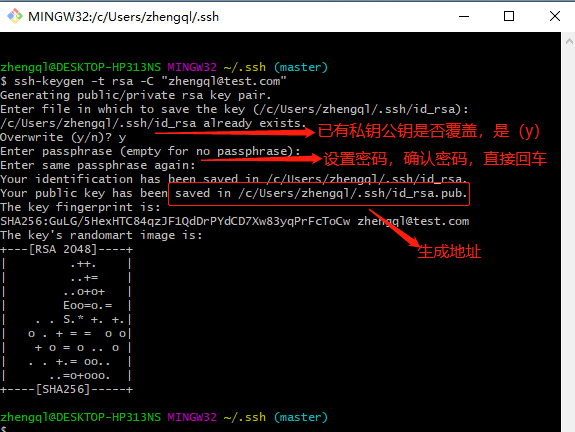 MINGW32:/c/Users/zhengql/.ssh
zhengql@DESKTOP-HP313NS MINGW32 ~/.ssh (master)
$ ssh-keygen -t rsa -C "zhengql@test.com"
Generating public/private rsa key pair.
Enter file in which to save the key (/c/Users/zhengql/.ssh/id_rsa):
/c/Users/zhengql/.ssh/id_rsa already exists.
Overwrite (y/n)? y
已有私钥公钥是否覆盖，是（y）
Enter passphrase (empty for no passphrase):
设置密码，确认密码，直接回车
Enter same passphrase again:
Your identification has been saved in /c/Users/zhengql/.ssh/id_rsa.
Your public key has been saved in /c/Users/zhengql/.ssh/id_rsa.pub.
The key fingerprint is:
SHA256:GuLG/5HexHTC84qzJF1QdDrPYdCD7Xw83yqPrFcToCw zhengql@test.com
The key's randomart image is:
生成地址
+---[RSA 2048]----+
|          .++.   |
|          ..+=   |
|         ..o+o+  |
|         Eoo=o.= |
|     . . S.* +. +.|
|    o . + = =  o o|
|     + o = o .. o |
|    . . +.= oo..  |
|       ..=o+ooo.  |
+----[SHA256]-----+
zhengql@DESKTOP-HP313NS MINGW32 ~/.ssh (master)
$